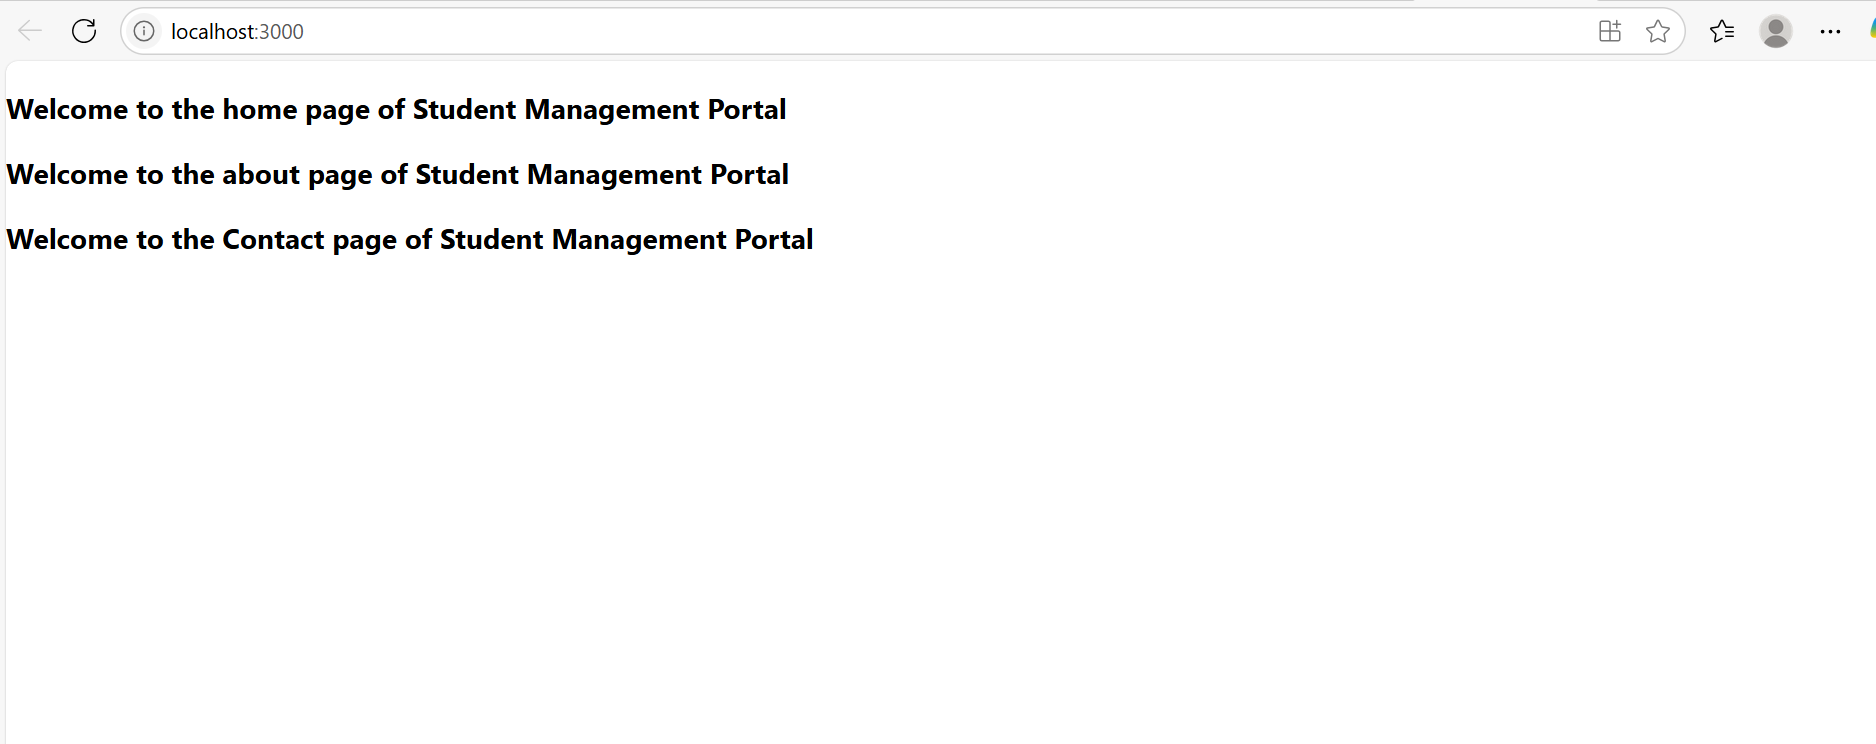 localhost:3000
Welcome to the home page of Student Management Portal
Welcome to the about page of Student Management Portal
Welcome to the Contact page of Student Management Portal